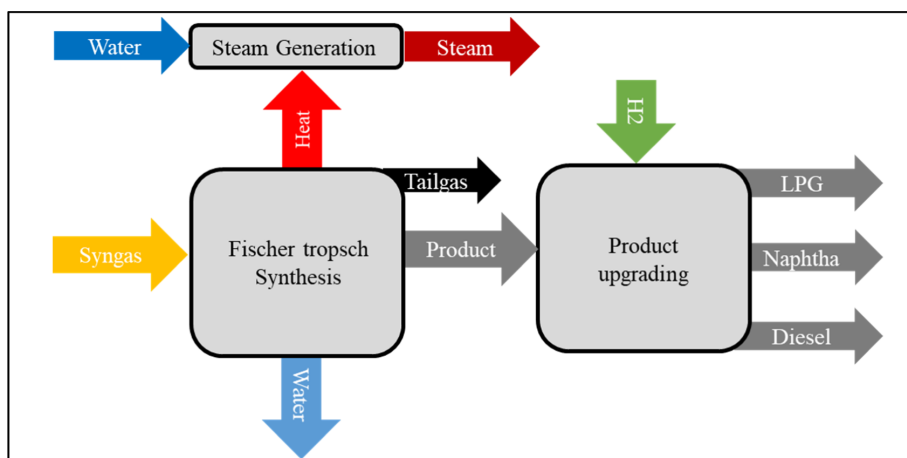 Water
Steam Generation
Steam
Heat
H2
Tailgas
LPG
Syngas
Fischer tropsch
Synthesis
Product
Product
upgrading
Naphtha
Diesel
Water